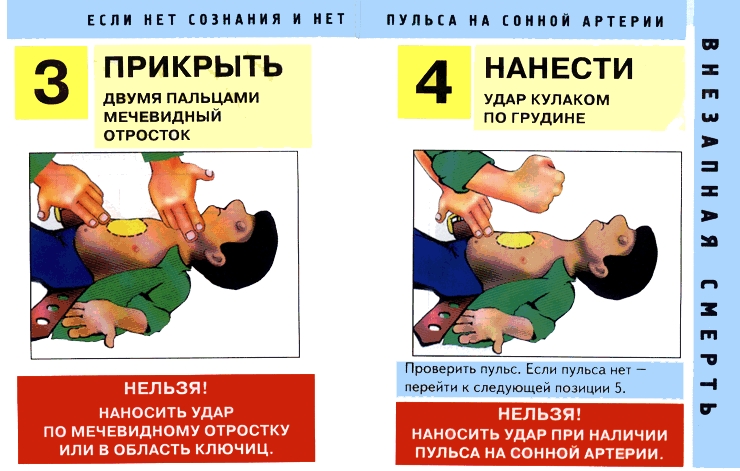 ЕСЛИ НЕТ СОЗНАНИЯ И НЕТ ПУЛЬСА НА СОННОЙ АРТЕРИИ
3
ПРИКРЫТЬ
ДВУМЯ ПАЛЬЦАМИ
МЕЧЕВИДНЫЙ
ОТРОСТОК
НЕЛЬЗЯ!
НАНОСИТЬ УДАР
ПО МЕЧЕВИДНОМУ ОТРОСТКУ
ИЛИ В ОБЛАСТЬ КЛЮЧИЦ.
4
НАНЕСТИ
УДАР КУЛАКОМ
ПО ГРУДИНЕ
Проверить пульс. Если пульса нет –
перейти к следующей позиции 5.
НЕЛЬЗЯ!
НАНОСИТЬ УДАР ПРИ НАЛИЧИИ
ПУЛЬСА НА СОННОЙ АРТЕРИИ.
ВНЕЗАПНАЯ СМЕРТЬ